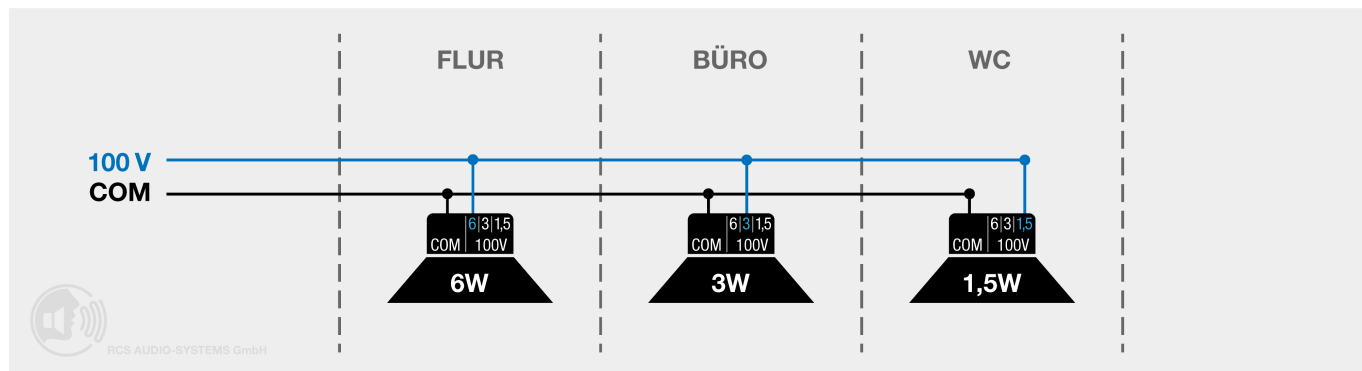 FLUR BÜRO WC
100 V
COM
6|3|1,5 6|3|1,5 6|3|1,5
COM 100V COM 100V COM 100V
6W 3W 1,5W
RCS AUDIO-SYSTEMS GmbH